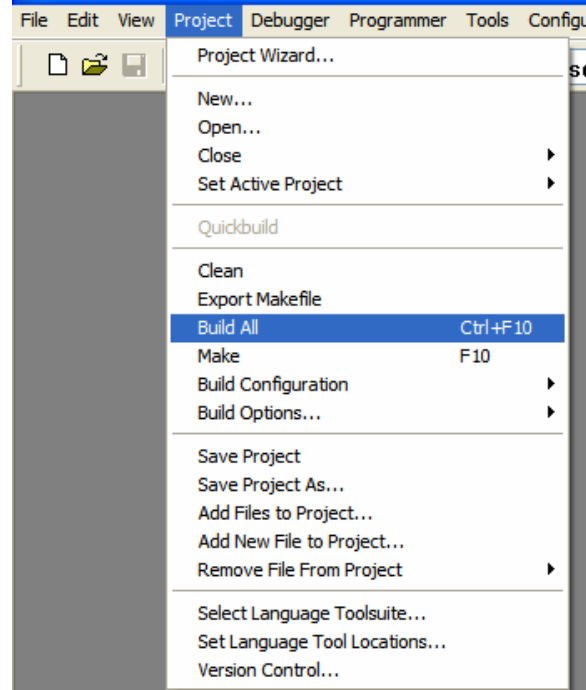 File Edit View Project Debugger Programmer Tools Configu
Project Wizard...
New...
Open...
Close
Set Active Project
Quickbuild
Clean
Export Makefile
Build All Ctrl+F10
Make F10
Build Configuration
Build Options...
Save Project
Save Project As...
Add Files to Project...
Add New File to Project...
Remove File From Project
Select Language Toolsuite...
Set Language Tool Locations...
Version Control...